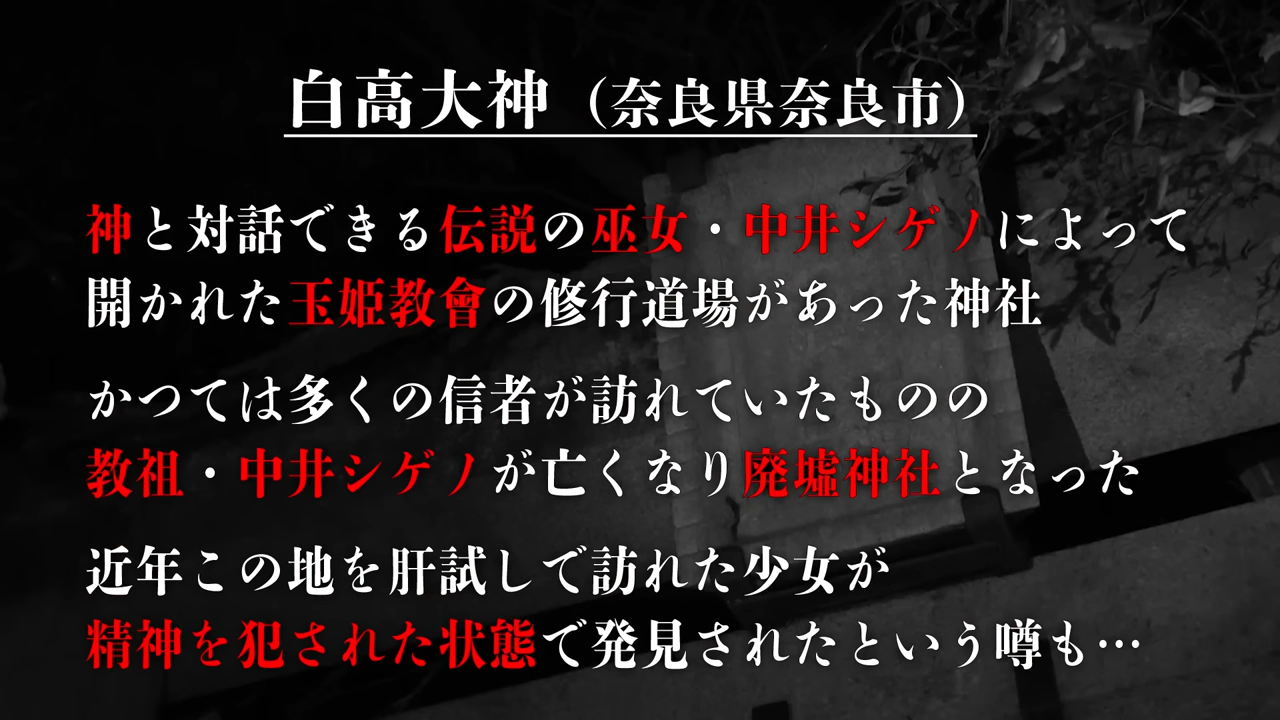 白高大神（奈良県奈良市）
神と対話できる伝説の巫女・中井シゲノによって
開かれた玉姫教會の修行道場があった神社
かつては多くの信者が訪れていたものの
教祖・中井シゲノが亡くなり廃墟神社となった
近年この地を肝試しで訪れた少女が
精神を犯された状態で発見されたという噂も…